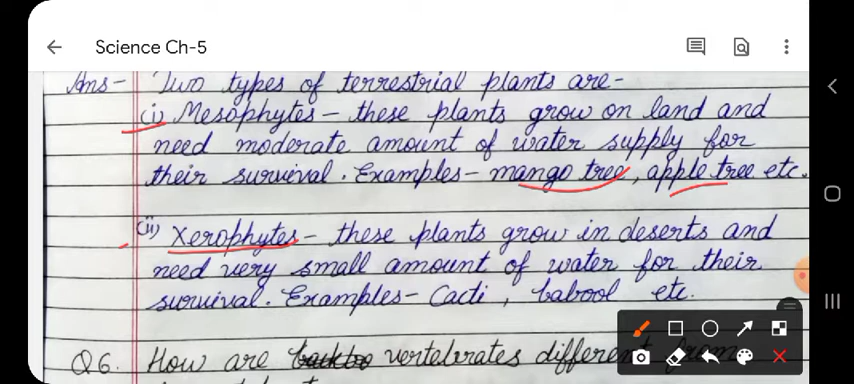 Science Ch-5
Ans- Two types of terrestrial plants are-
(i) Mesophytes- these plants grow on land and
need moderate amount of water supply for
their survival. Examples- mango tree, apple tree etc.
(ii) Xerophytes- these plants grow in deserts and
need very small amount of water for their
survival. Examples- Cacti, babool etc.
Q6. How are vertebrates different from